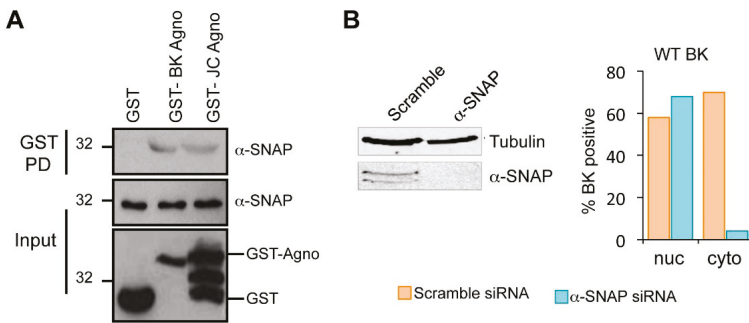 A
GST
GST- BK Agno
GST- JC Agno
GST PD
32
α-SNAP
Input
32
α-SNAP
32
GST-Agno
GST
B
Scramble
α-SNAP
Tubulin
α-SNAP
WT BK
% BK positive
80
60
40
20
0
nuc
cyto
Scramble siRNA
α-SNAP siRNA